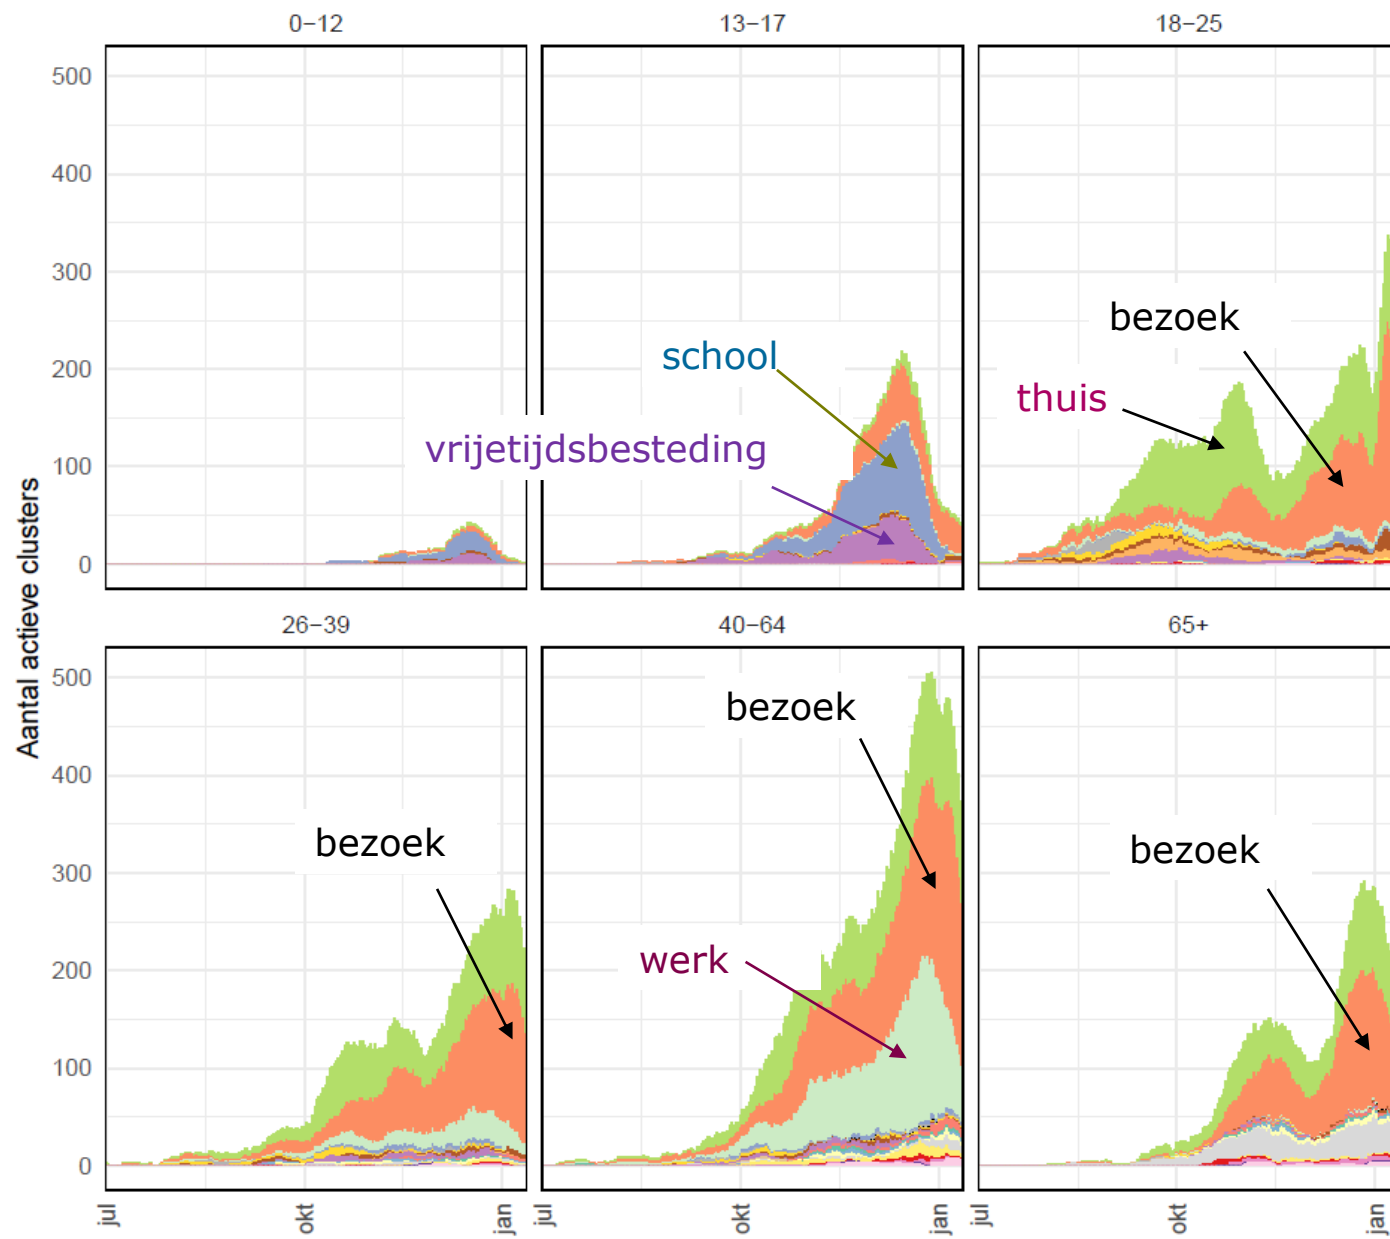 0−12
13−17
18−25
500
400
300
200
100
0
school
vrijetijdsbesteding
thuis
bezoek
Aantal actieve clusters
26−39
40−64
65+
500
400
300
200
100
0
bezoek
bezoek
werk
bezoek
jul
okt
jan
jul
okt
jan
jul
okt
jan